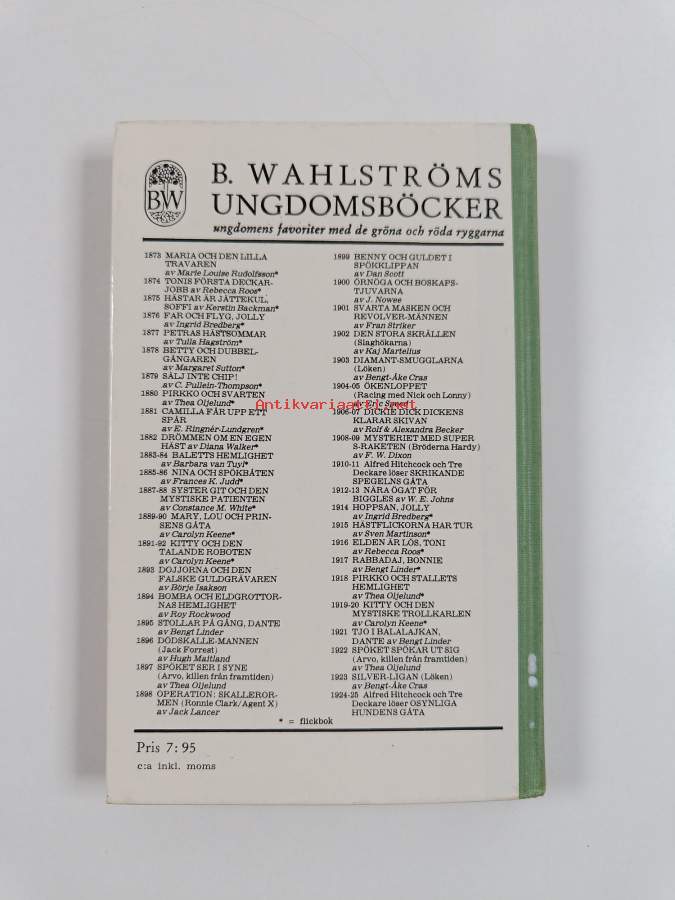 BW
B. WAHLSTRÖMS
UNGDOMSBÖCKER
ungdomens favoriter med de gröna och röda ryggarna
1873 MARIA OCH DEN LILLA
TRAVAREN
av Marie Louise Rudolfsson*
1874 TONIS FÖRSTA DECKAR-
JOBB av Rebecca Roos*
1875 HÄSTAR ÄR JÄTTEKUL,
SOFFI av Kerstin Backman*
1876 FAR OCH FLYG, JOLLY
av Ingrid Bredberg*
1877 PETRAS HÄSTSOMMAR
av Tulla Hagström*
1878 BETTY OCH DUBBEL-
GÅNGAREN
av Margaret Sutton*
1879 SÄLJ INTE CHIP!
av C. Pullein-Thompson*
1880 PIRKKO OCH SVARTEN
av Thea Oljelund*
1881 CAMILLA FÅR UPP ETT
SPÅR
av E. Ringnér-Lundgren*
1882 DRÖMMEN OM EN EGEN
HÄST av Diana Walker*
1883-84 BALETTS HEMLIGHET
av Barbara van Tuyl*
1885-86 NINA OCH SPÖKBÅTEN
av Frances K. Judd*
1887-88 SYSTER GIT OCH DEN
MYSTISKE PATIENTEN
av Constance M. White*
1889-90 MARY, LOU OCH PRIN-
SENS GÅTA
av Carolyn Keene*
1891-92 KITTY OCH DEN
TALANDE ROBOTEN
av Carolyn Keene*
1893 DOJJORNA OCH DEN
FALSKE GULDGRÄVAREN
av Börje Isakson
1894 BOMBA OCH ELDGROTTOR-
NAS HEMLIGHET
av Roy Rockwood
1895 STOLLAR PÅ GÅNG, DANTE
av Bengt Linder
1896 DÖDSKALLE-MANNEN
(Jack Forrest)
av Hugh Maitland
1897 SPÖKET SER I SYNE
(Arvo, killen från framtiden)
av Thea Oljelund
1898 OPERATION: SKALLEROR-
MEN (Ronnie Clark/Agent X)
av Jack Lancer
1899 BENNY OCH GULDET I
SPÖKKLIPPAN
av Dan Scott
1900 ÖRNÖGA OCH BOSKAPS-
TJUVARNA
av J. Nowee
1901 SVARTA MASKEN OCH
REVOLVER-MÄNNEN
av Fran Striker
1902 DEN STORA SKRÄLLEN
(Slaghökarna)
av Kaj Martelius
1903 DIAMANT-SMUGGLARNA
(Löken)
av Bengt-Åke Cras
1904-05 ÖKENLOPPET
(Racing med Nick och Lonny)
av Eric Speed
1906-07 DICKIE DICK DICKENS
KLARAR SKIVAN
av Rolf & Alexandra Becker
1908-09 MYSTERIET MED SUPER
S-RAKETEN (Bröderna Hardy)
av F. W. Dixon
1910-11 Alfred Hitchcock och Tre
Deckare löser SKRIKANDE
SPEGELNS GÅTA
1912-13 NÄRA ÖGAT FÖR
BIGGLES av W. E. Johns
1914 HOPPSAN, JOLLY
av Ingrid Bredberg*
1915 HÄSTFLICKORNA HAR TUR
av Sven Martinson*
1916 ELDEN ÄR LÖS, TONI
av Rebecca Roos*
1917 RABBADAJ, BONNIE
av Bengt Linder*
1918 PIRKKO OCH STALLETS
HEMLIGHET
av Thea Oljelund*
1919-20 KITTY OCH DEN
MYSTISKE TROLLKARLEN
av Carolyn Keene*
1921 TJO I BALALAJKAN,
DANTE av Bengt Linder
1922 SPÖKET SPÖKAR UT SIG
(Arvo, killen från framtiden)
av Thea Oljelund
1923 SILVER-LIGAN (Löken)
av Bengt-Åke Cras
1924-25 Alfred Hitchcock och Tre
Deckare löser OSYNLIGA
HUNDENS GÅTA
* = flickbok
Pris 7:95
c:a inkl. moms
Antikvariaatti.net